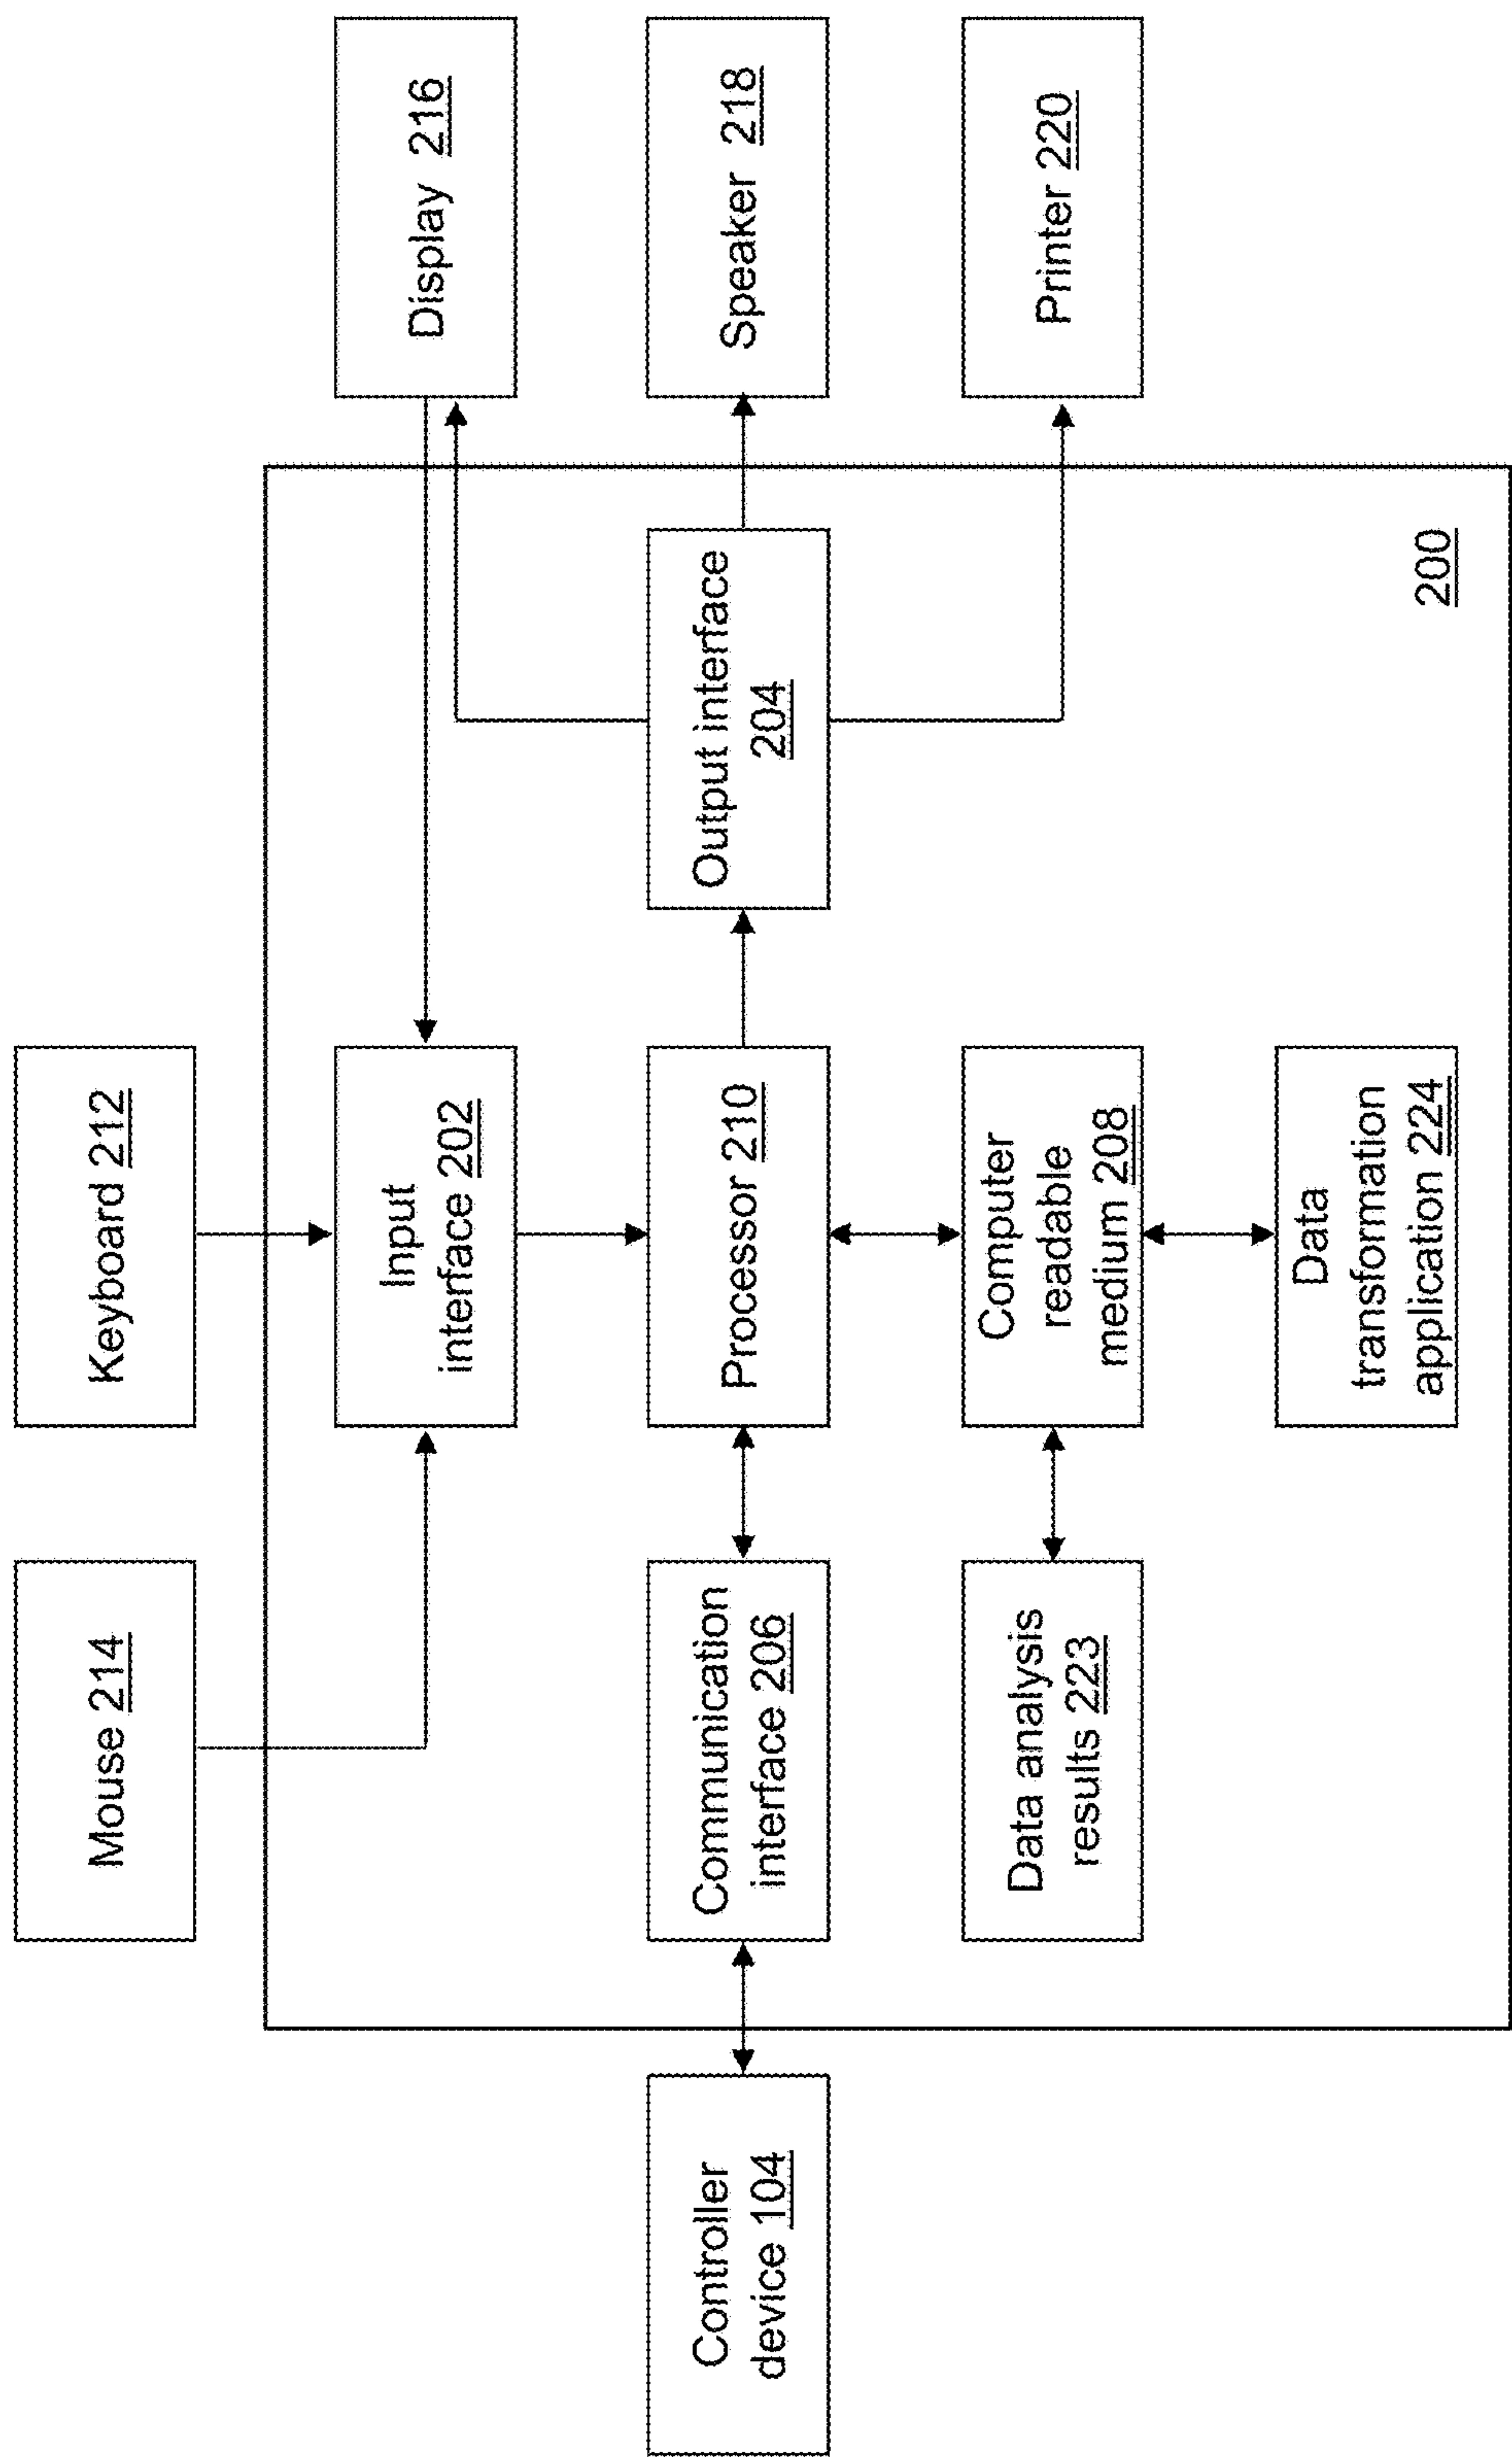 Mouse 214
Keyboard 212
Input
interface 202
Display 216
Controller
device 104
Communication
interface 206
Processor 210
Output interface
204
Speaker 218
Data analysis
results 223
Computer
readable
medium 208
Printer 220
Data
transformation
application 224
200